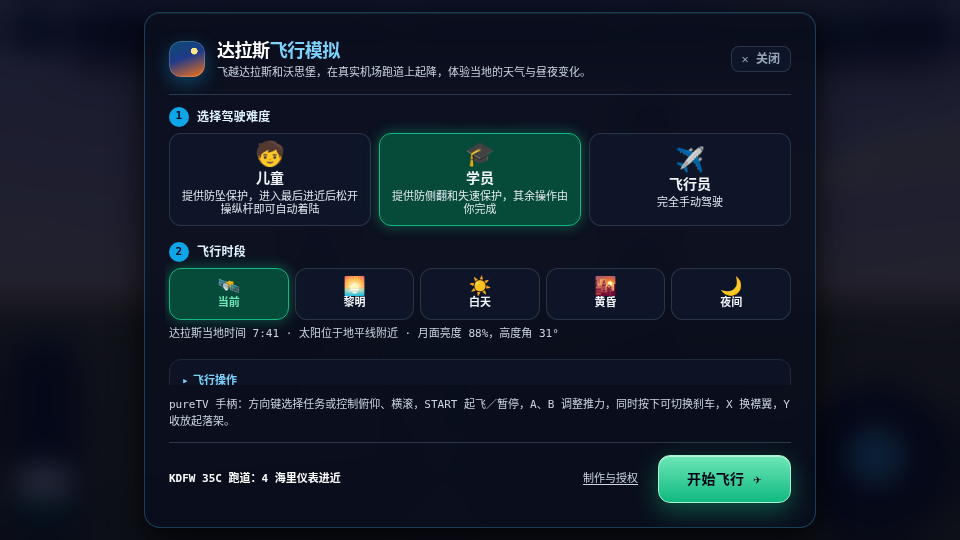 达拉斯飞行模拟
飞越达拉斯和沃思堡，在真实机场跑道上起降，体验当地的天气与昼夜变化。
✕ 关闭
1 选择驾驶难度
儿童
提供防坠保护，进入最后进近后松开
操纵杆即可自动着陆
学员
提供防侧翻和失速保护，其余操作由
你完成
飞行员
完全手动驾驶
2 飞行时段
当前
黎明
白天
黄昏
夜间
达拉斯当地时间 7:41 · 太阳位于地平线附近 · 月面亮度 88%，高度角 31°
▸ 飞行操作
pureTV 手柄：方向键选择任务或控制俯仰、横滚，START 起飞／暂停，A、B 调整推力，同时按下可切换刹车，X 换襟翼，Y
收放起落架。
KDFW 35C 跑道：4 海里仪表进近
制作与授权
开始飞行 ✈